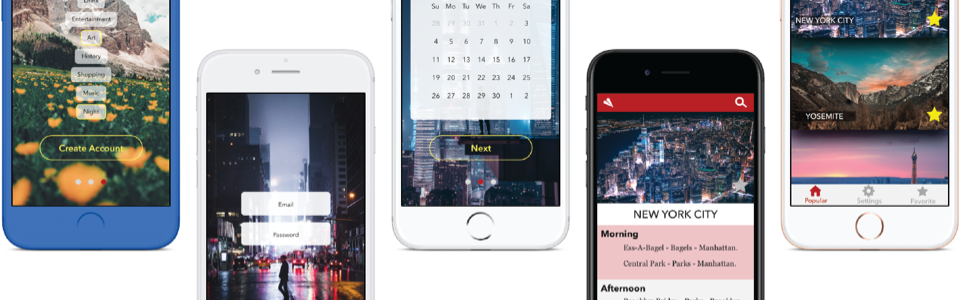 Entertainment
Art
History
Shopping
Music
Night
Create Account
Email
Password
Su Mo Tu We Th Fr Sa
28 29 30 31 1 2 3
4 5 6 7 8 9 10
11 12 13 14 15 16 17
19 20 21 22 23 24 25
26 27 28 29 30 1 2
Next
NEW YORK CITY
Morning
Ess-A-Bagel - Bagels - Manhattan.
Central Park - Parks - Manhattan.
Afternoon
NEW YORK CITY
YOSEMITE
Popular Settings Favorite